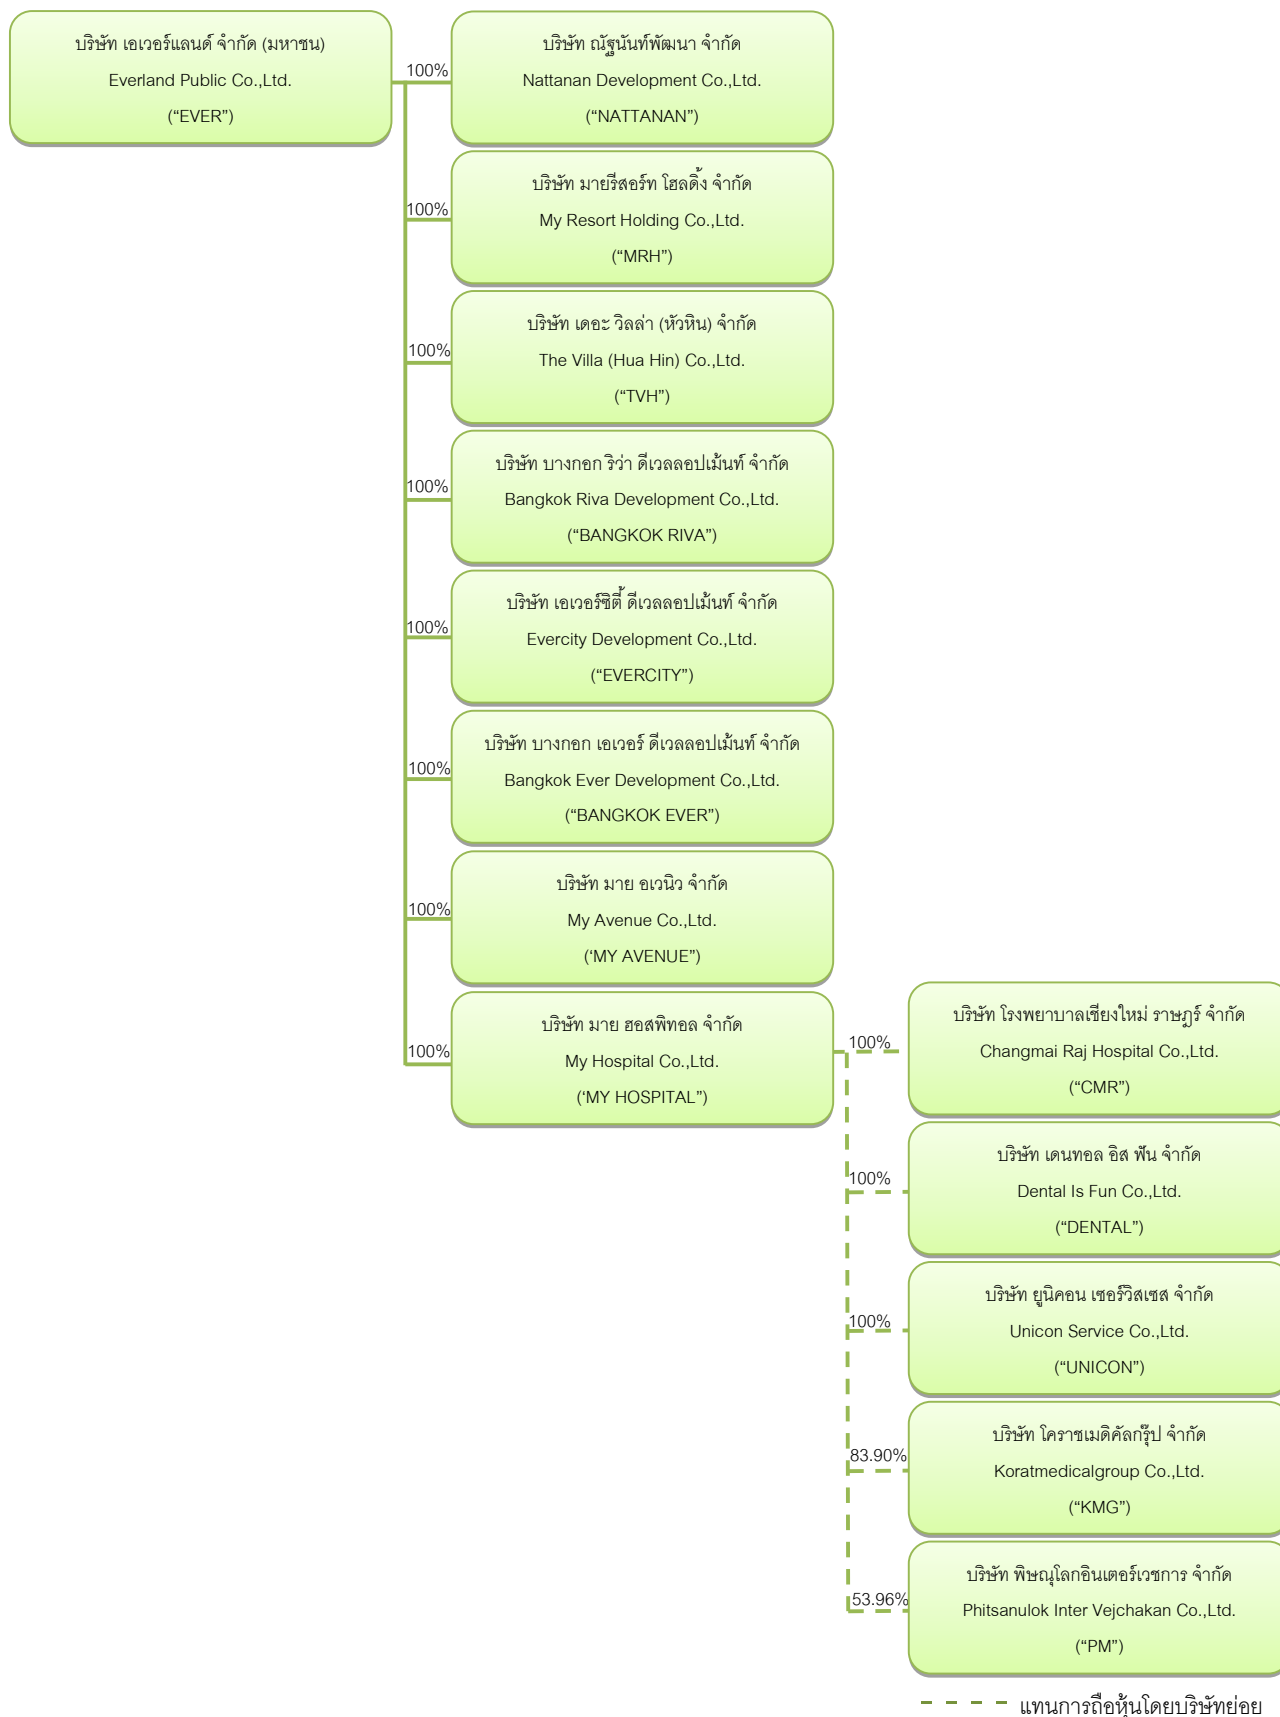 บริษัท เอเวอร์แลนด์ จำกัด (มหาชน)
Everland Public Co.,Ltd.
(“EVER”)
100%
บริษัท ณัฐนันท์พัฒนา จำกัด
Nattanan Development Co.,Ltd.
(“NATTANAN”)
100%
บริษัท มายรีสอร์ท โฮลดิ้ง จำกัด
My Resort Holding Co.,Ltd.
(“MRH”)
100%
บริษัท เดอะ วิลล่า (หัวหิน) จำกัด
The Villa (Hua Hin) Co.,Ltd.
(“TVH”)
100%
บริษัท บางกอก ริว่า ดีเวลลอปเม้นท์ จำกัด
Bangkok Riva Development Co.,Ltd.
(“BANGKOK RIVA”)
100%
บริษัท เอเวอร์ซิตี้ ดีเวลลอปเม้นท์ จำกัด
Evercity Development Co.,Ltd.
(“EVERCITY”)
100%
บริษัท บางกอก เอเวอร์ ดีเวลลอปเม้นท์ จำกัด
Bangkok Ever Development Co.,Ltd.
(“BANGKOK EVER”)
100%
บริษัท มาย อเวนิว จำกัด
My Avenue Co.,Ltd.
(‘MY AVENUE”)
100%
บริษัท มาย ฮอสพิทอล จำกัด
My Hospital Co.,Ltd.
(‘MY HOSPITAL”)
100%
บริษัท โรงพยาบาลเชียงใหม่ ราษฎร์ จำกัด
Changmai Raj Hospital Co.,Ltd.
(“CMR”)
100%
บริษัท เดนทอล อิส ฟัน จำกัด
Dental Is Fun Co.,Ltd.
(“DENTAL”)
100%
บริษัท ยูนิคอน เซอร์วิสเซส จำกัด
Unicon Service Co.,Ltd.
(“UNICON”)
83.90%
บริษัท โคราชเมดิคัลกรุ๊ป จำกัด
Koratmedicalgroup Co.,Ltd.
(“KMG”)
53.96%
บริษัท พิษณุโลกอินเตอร์เวชการ จำกัด
Phitsanulok Inter Vejchakan Co.,Ltd.
(“PM”)
แทนการถือหุ้นโดยบริษัทย่อย